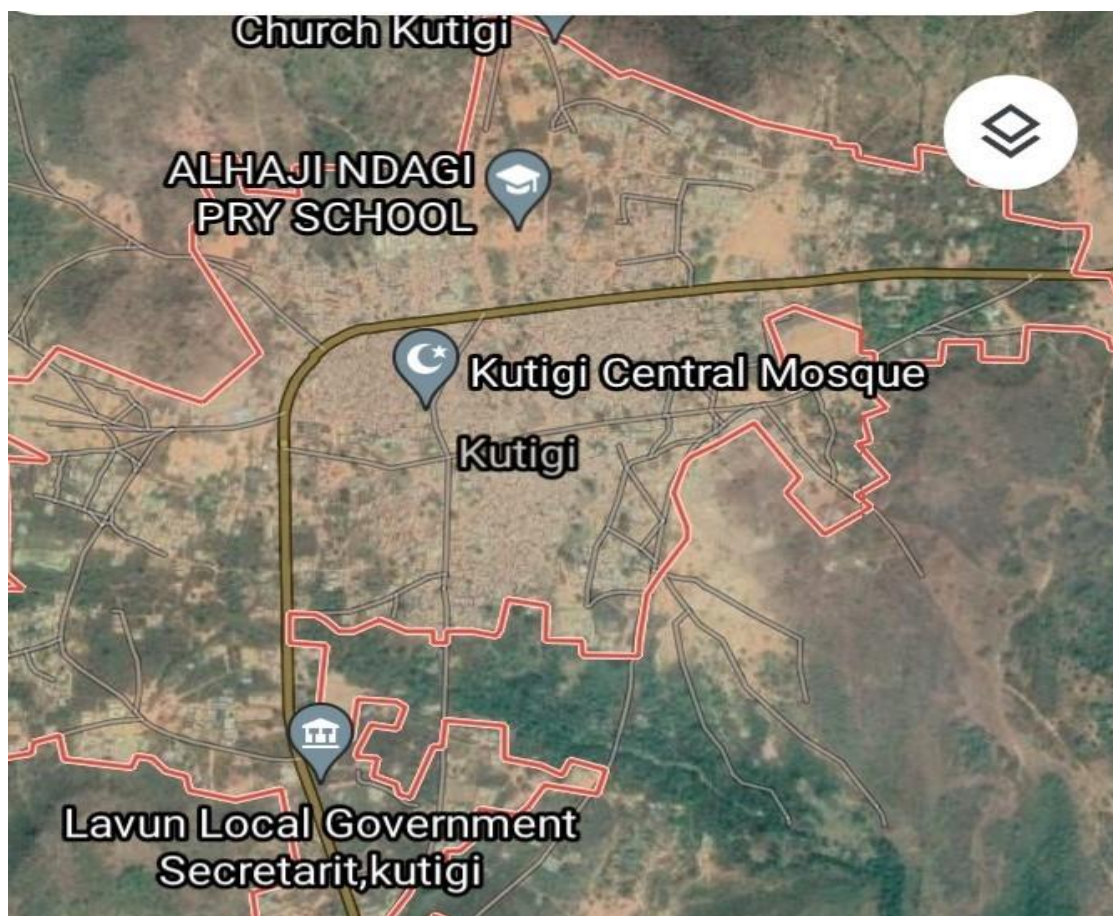 Church Kutigi
ALHAJI NDAGI
PRY SCHOOL
Kutigi Central Mosque
Kutigi
Lavun Local Government
Secretarit,kutigi